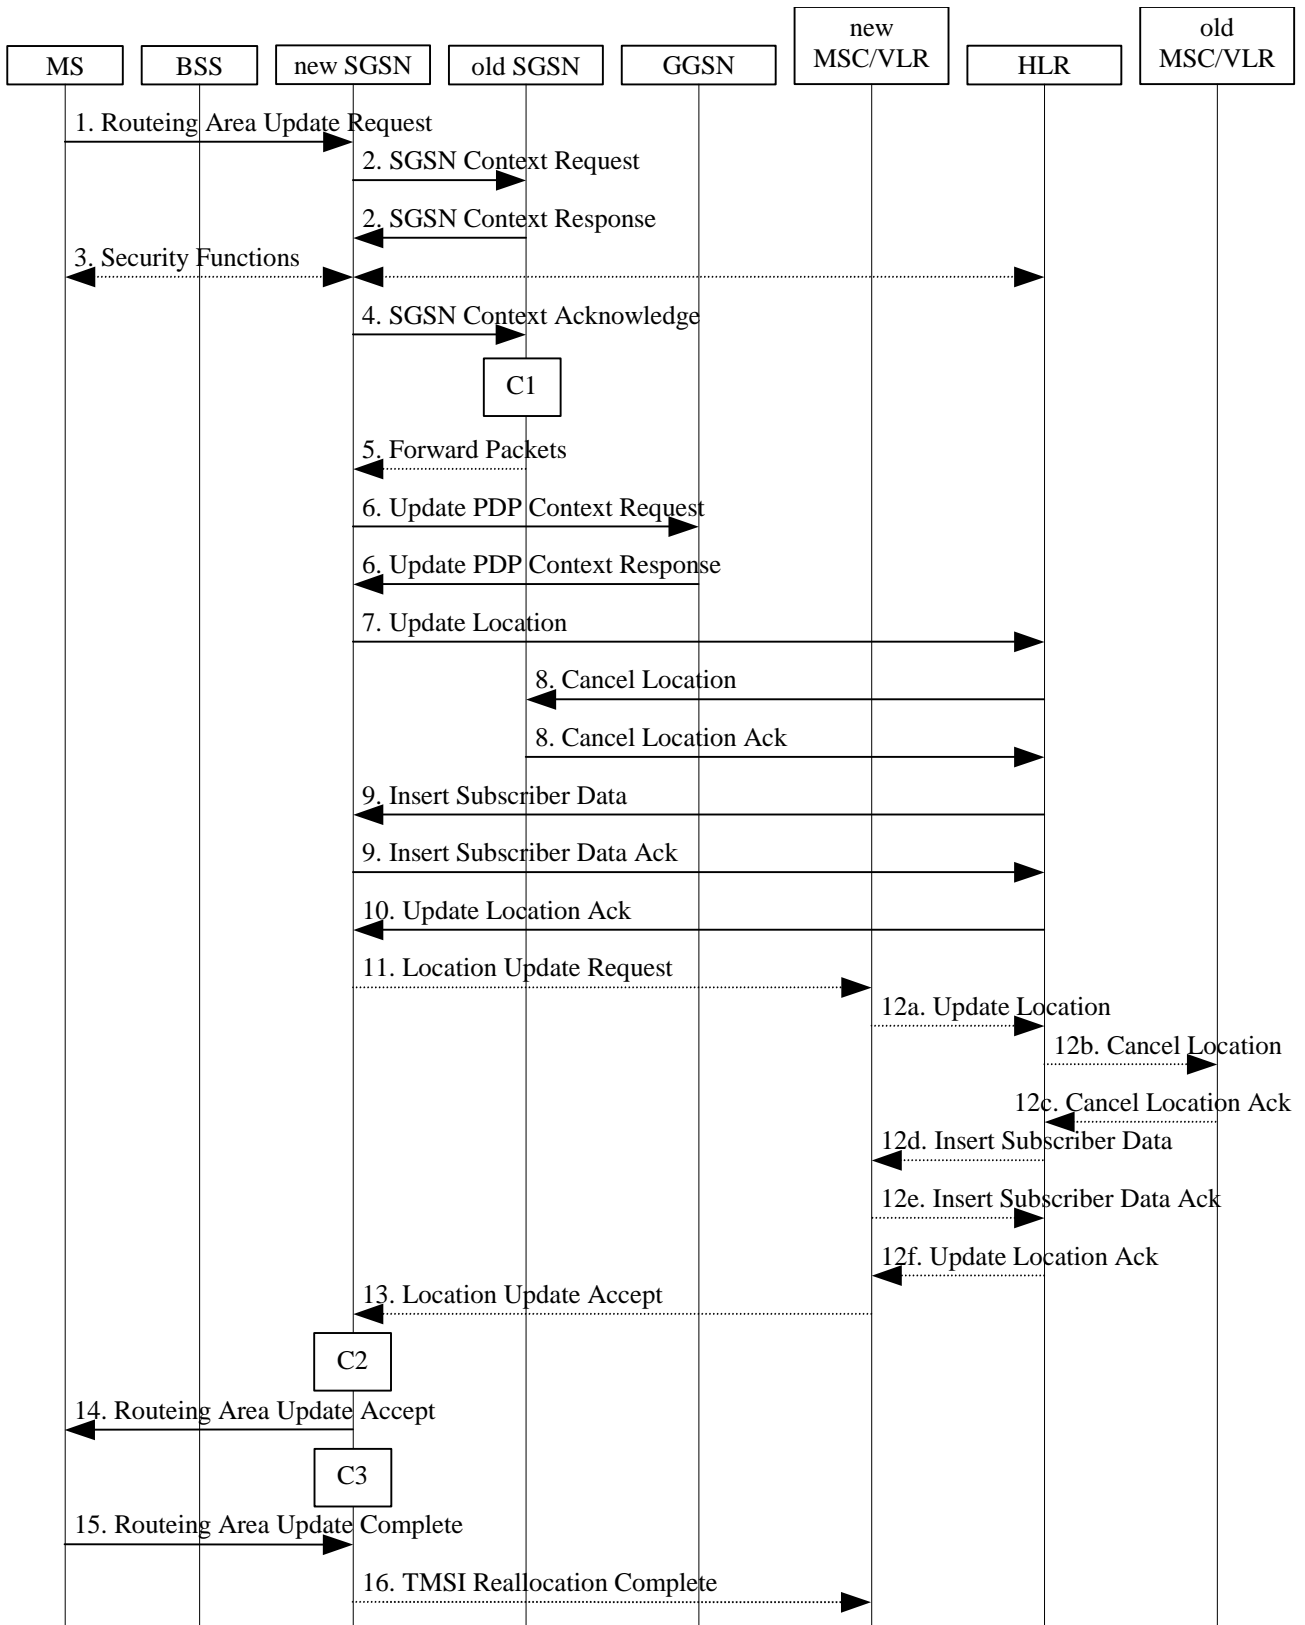 MS
BSS
new SGSN
old SGSN
GGSN
new
MSC/VLR
HLR
old
MSC/VLR
1. Routeing Area Update Request
2. SGSN Context Request
2. SGSN Context Response
3. Security Functions
4. SGSN Context Acknowledge
C1
5. Forward Packets
6. Update PDP Context Request
6. Update PDP Context Response
7. Update Location
8. Cancel Location
8. Cancel Location Ack
9. Insert Subscriber Data
9. Insert Subscriber Data Ack
10. Update Location Ack
11. Location Update Request
12a. Update Location
12b. Cancel Location
12c. Cancel Location Ack
12d. Insert Subscriber Data
12e. Insert Subscriber Data Ack
12f. Update Location Ack
13. Location Update Accept
C2
14. Routeing Area Update Accept
C3
15. Routeing Area Update Complete
16. TMSI Reallocation Complete